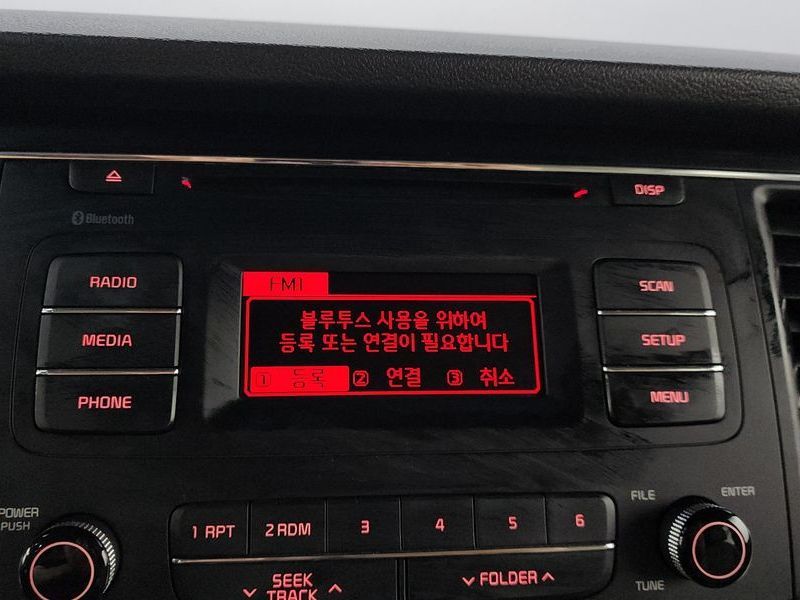 DISP
Bluetooth
RADIO
MEDIA
PHONE
FM1
블루투스 사용을 위하여
등록 또는 연결이 필요합니다
1 등록 2 연결 3 취소
SCAN
SETUP
MENU
POWER
PUSH
1 RPT 2 RDM 3 4 5 6
SEEK
TRACK
FOLDER
FILE
ENTER
TUNE